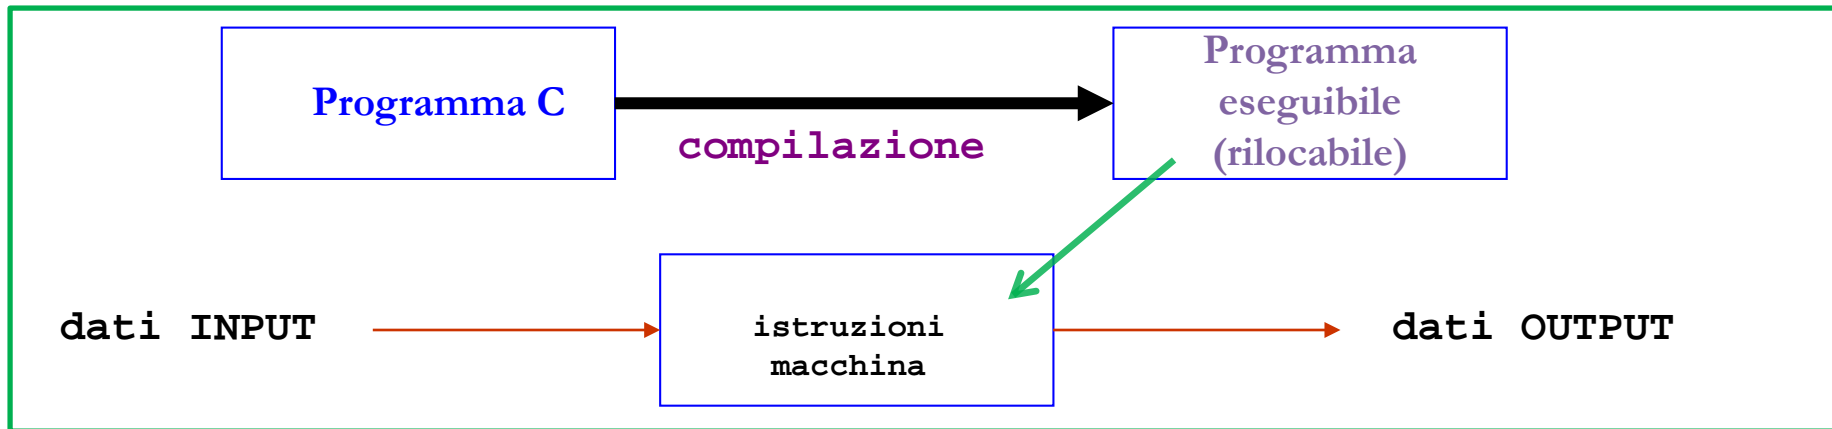 Programma C
compilazione
Programma
eseguibile
(rilocabile)
dati INPUT
istruzioni
macchina
dati OUTPUT